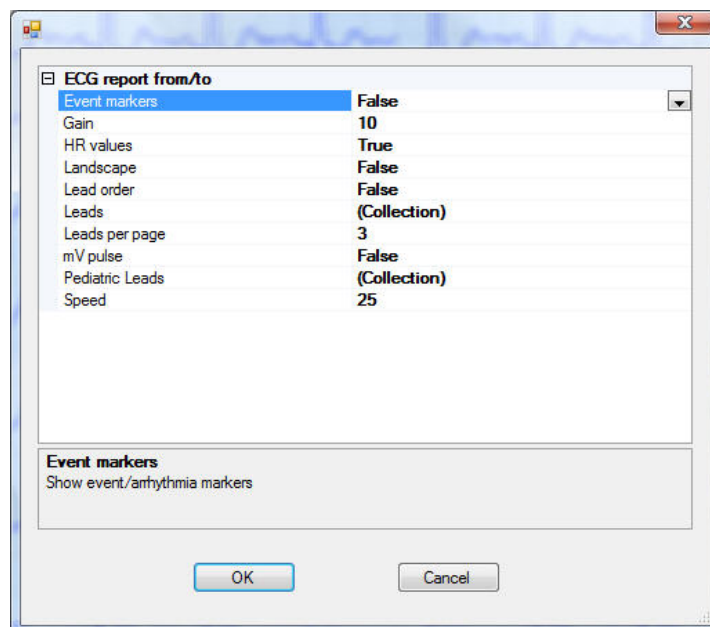 ECG report from/to
Event markers False
Gain 10
HR values True
Landscape False
Lead order False
Leads (Collection)
Leads per page 3
mV pulse False
Pediatric Leads (Collection)
Speed 25
Event markers
Show event/arrhythmia markers
OK Cancel